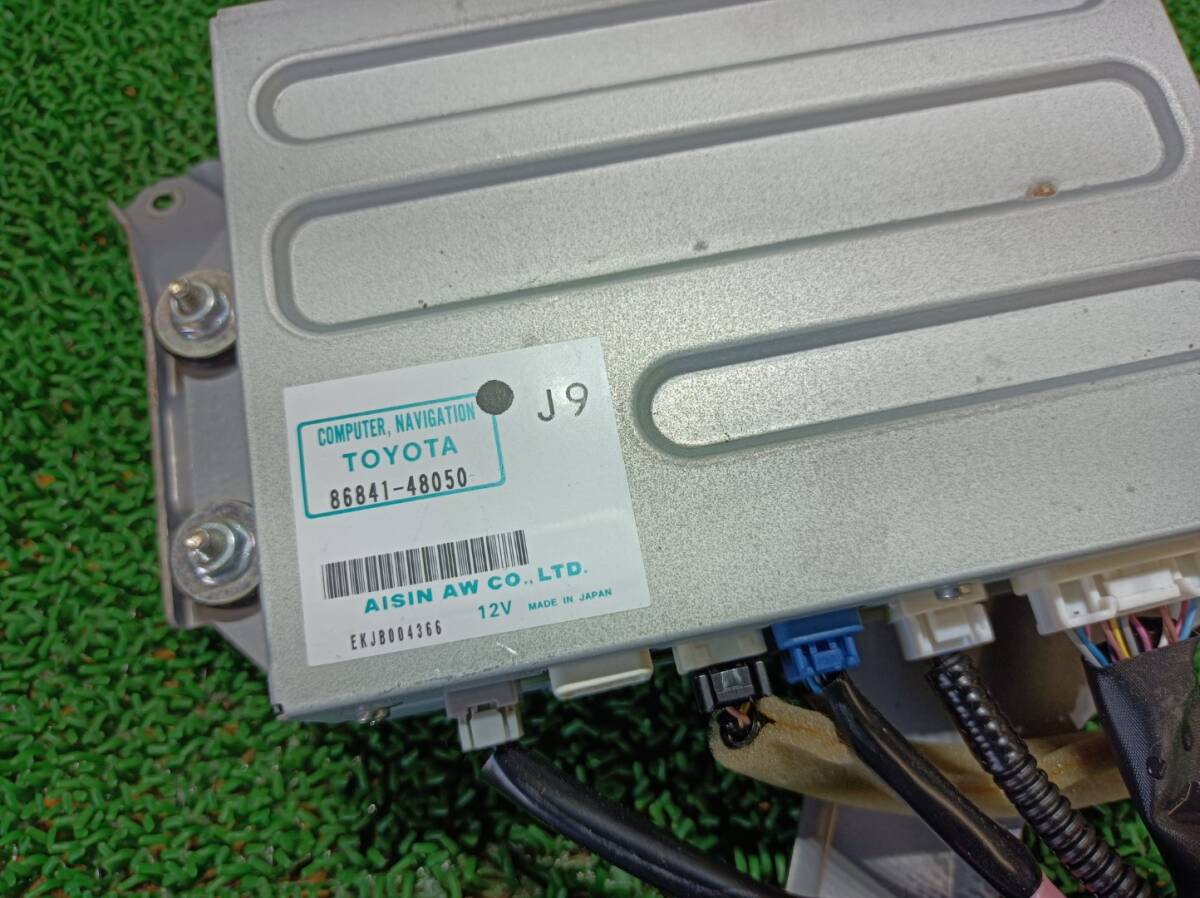 COMPUTER, NAVIGATION
J9
TOYOTA
86841-48050
AISIN AW CO., LTD.
12V MADE IN JAPAN
EKJB004366